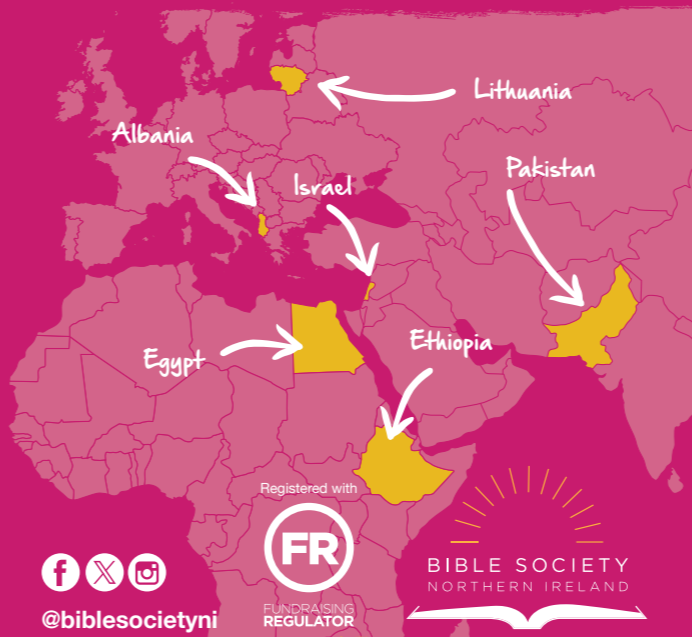 Lithuania
Albania
Pakistan
Israel
Ethiopia
Egypt
Registered with
FR
FUNDRAISING
REGULATOR
BIBLE SOCIETY
NORTHERN IRELAND
@biblesocietyni